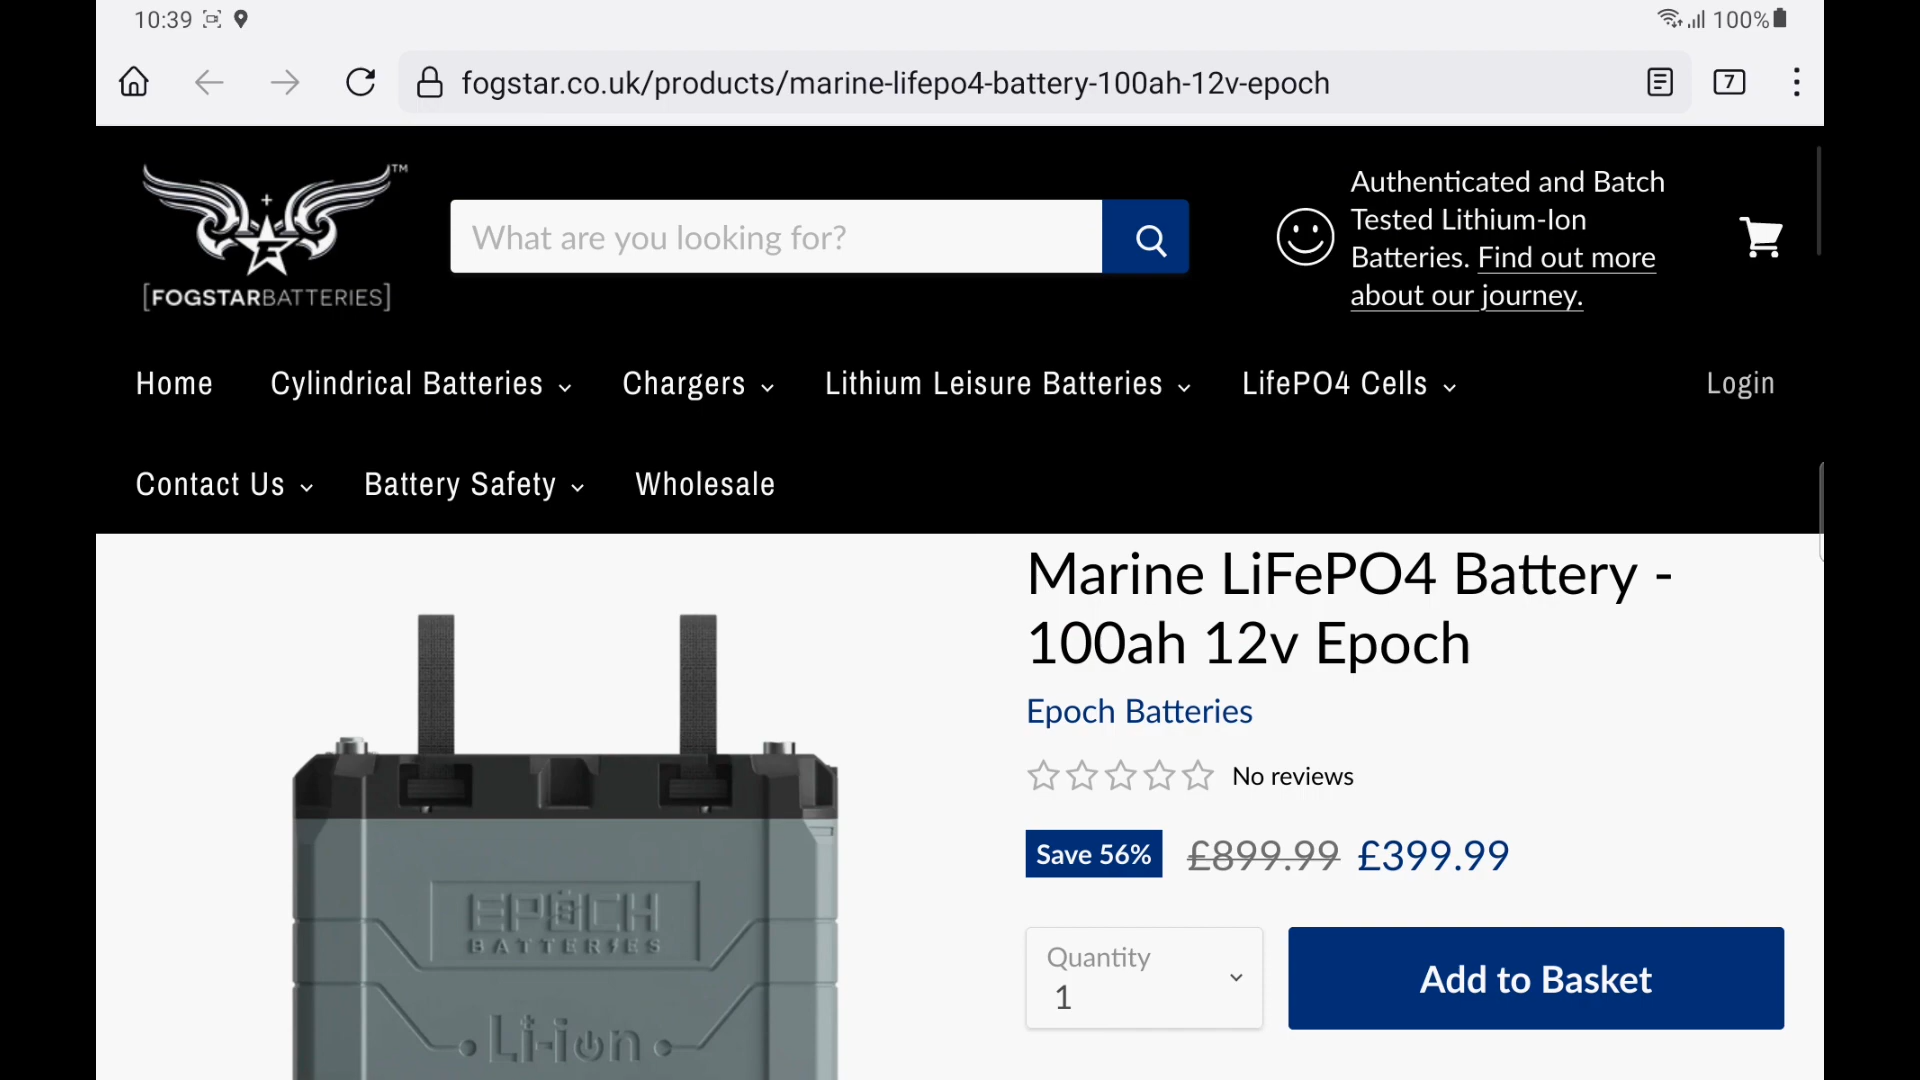 10:39
100%
fogstar.co.uk/products/marine-lifepo4-battery-100ah-12v-epoch
7
TM
[FOGSTARBATTERIES]
What are you looking for?
Authenticated and Batch
Tested Lithium-Ion
Batteries. Find out more
about our journey.
Home Cylindrical Batteries Chargers Lithium Leisure Batteries LifePO4 Cells Login
Contact Us Battery Safety Wholesale
Marine LiFePO4 Battery -
100ah 12v Epoch
Epoch Batteries
No reviews
Save 56% £899.99 £399.99
Quantity
1
Add to Basket
EPOCH
BATTERIES
Li-ion